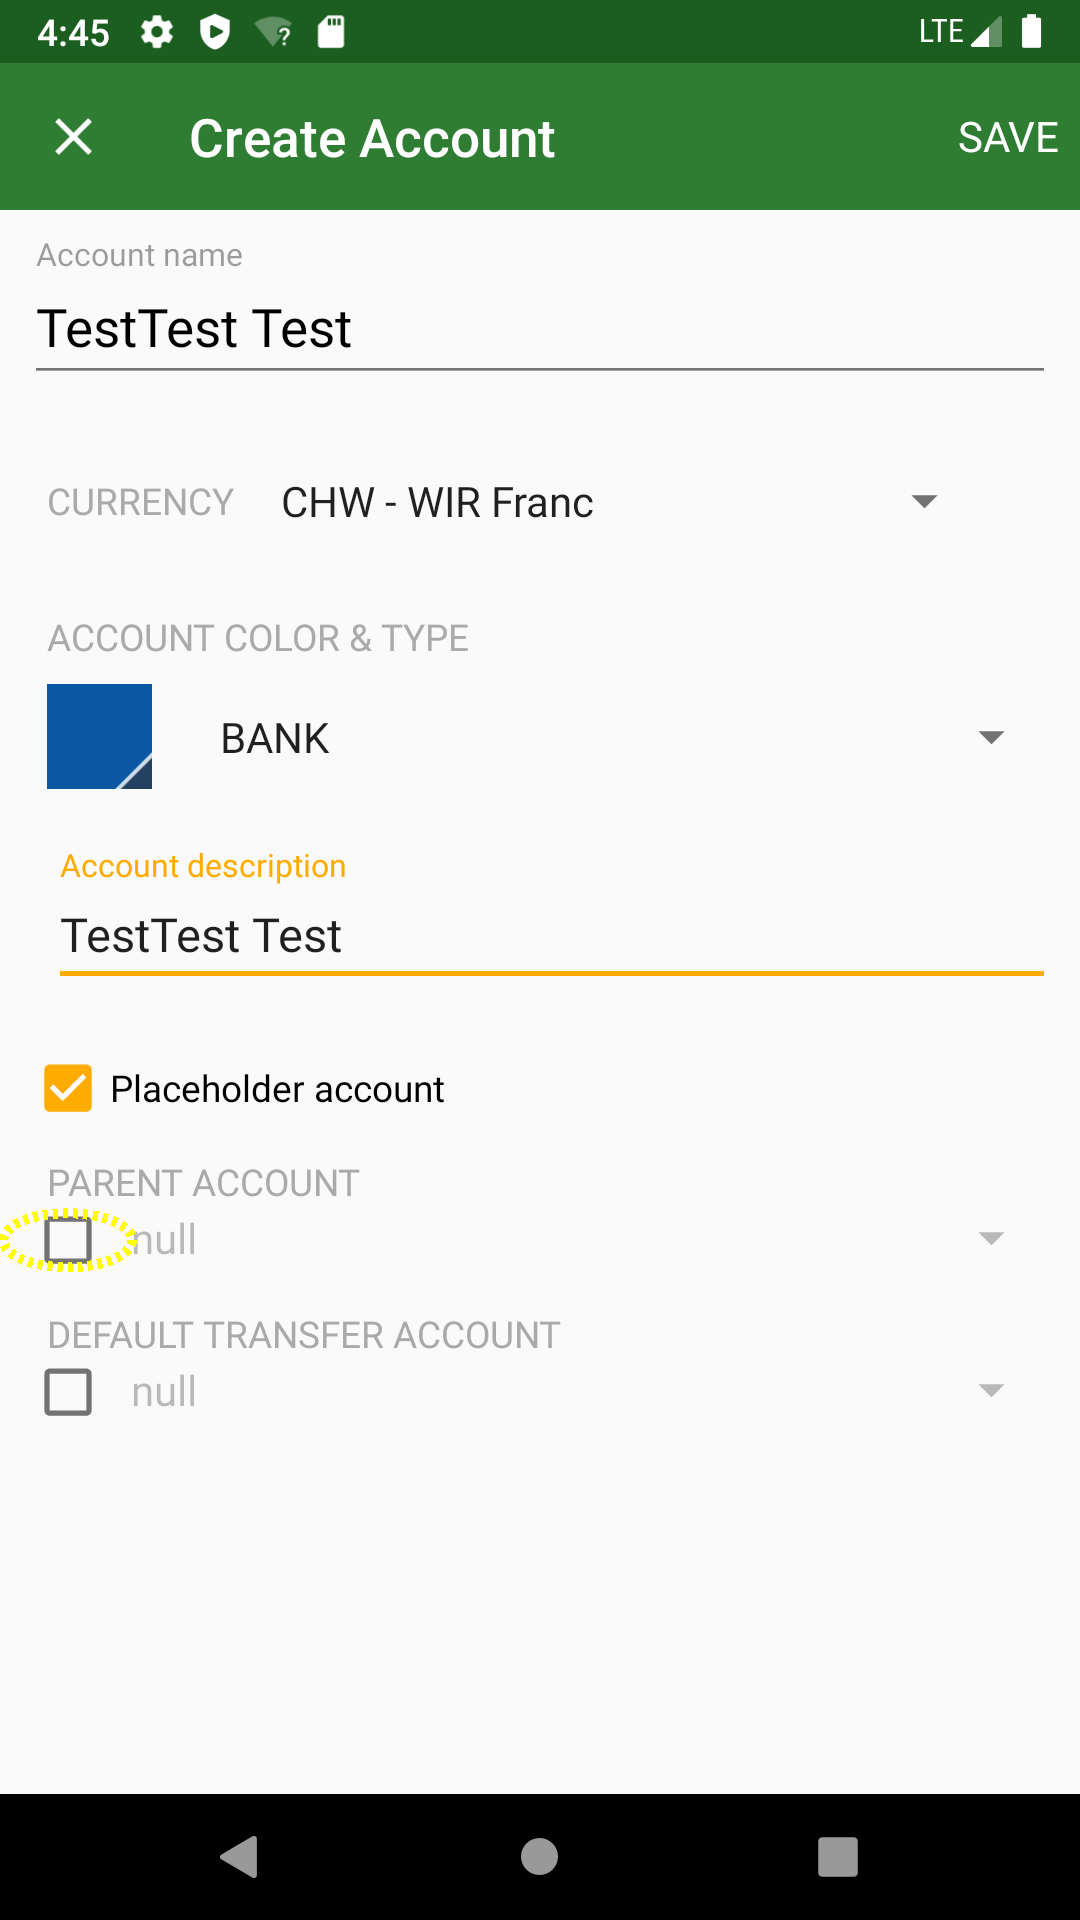 4:45
LTE
Create Account
SAVE
Account name
TestTest Test
CURRENCY CHW - WIR Franc
ACCOUNT COLOR & TYPE
BANK
Account description
TestTest Test
Placeholder account
PARENT ACCOUNT
null
DEFAULT TRANSFER ACCOUNT
null